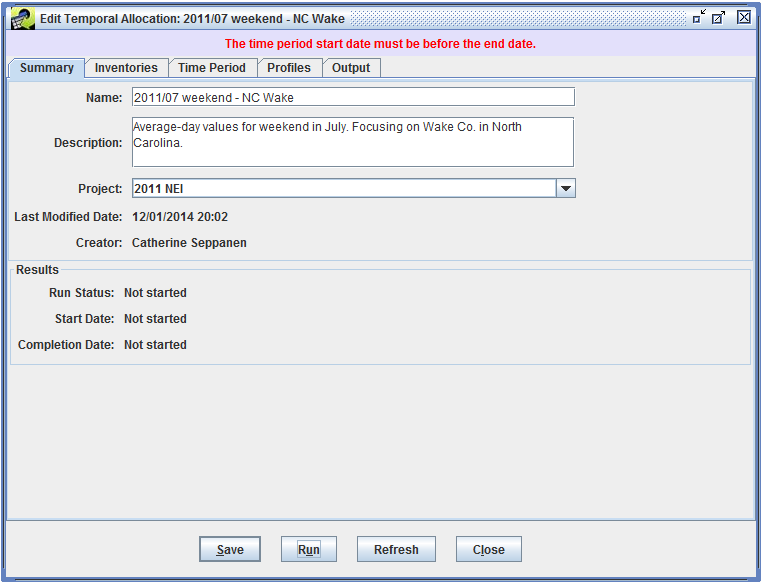 Edit Temporal Allocation: 2011/07 weekend - NC Wake
The time period start date must be before the end date.
Summary Inventories Time Period Profiles Output
Name: 2011/07 weekend - NC Wake
Description: Average-day values for weekend in July. Focusing on Wake Co. in North
Carolina.
Project: 2011 NEI
Last Modified Date: 12/01/2014 20:02
Creator: Catherine Seppanen
Results
Run Status: Not started
Start Date: Not started
Completion Date: Not started
Save Run Refresh Close